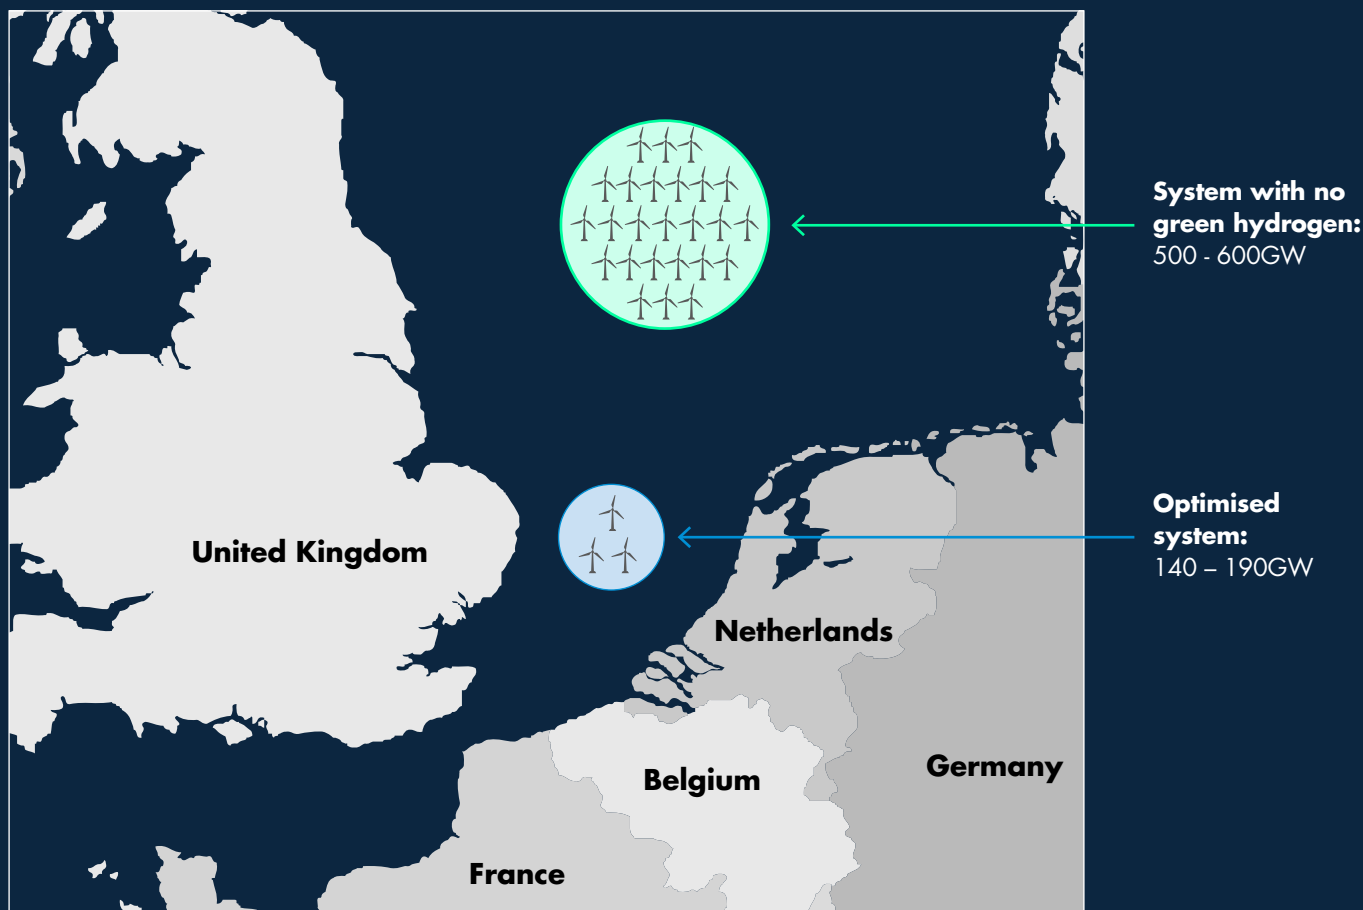 System with no
green hydrogen:
500 - 600GW
Optimised
system:
140 – 190GW
United Kingdom
Netherlands
Germany
Belgium
France